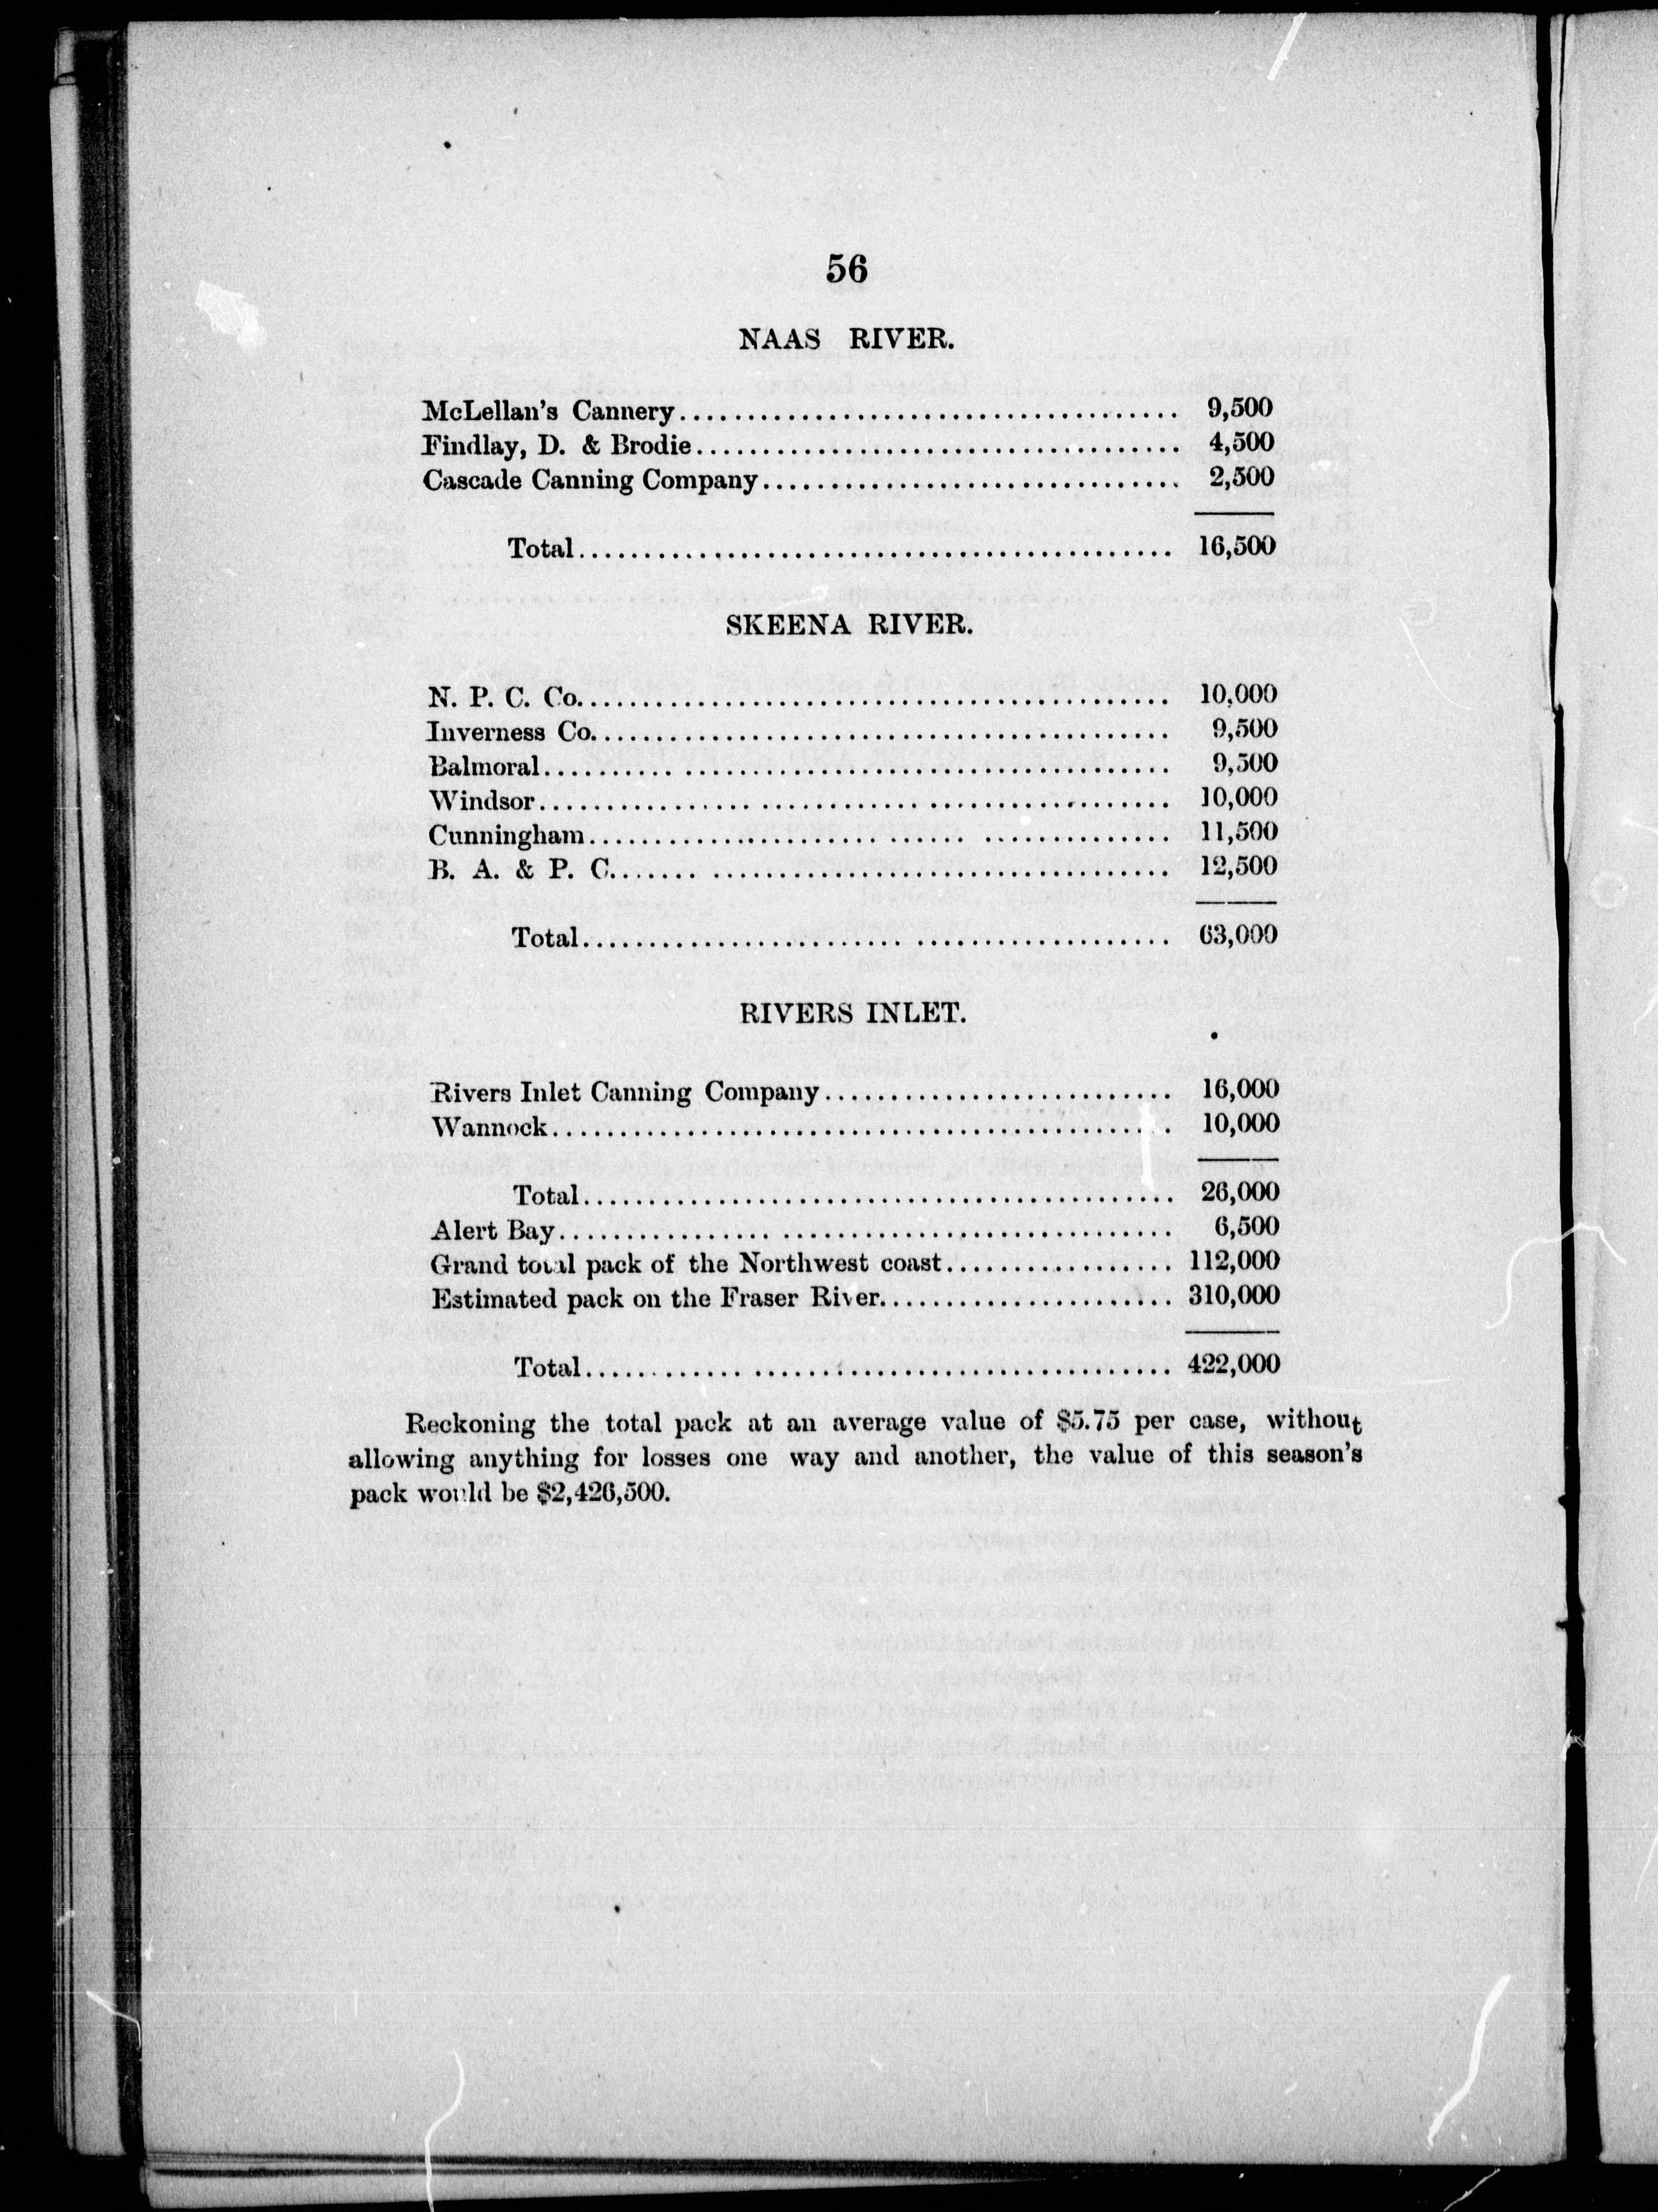 56
NAAS RIVER.
McLellan's Cannery........................................ 9,500
Findlay, D. & Brodie........................................ 4,500
Cascade Canning Company........................................ 2,500
Total........................................ 16,500
SKEENA RIVER.
N. P. C. Co........................................ 10,000
Inverness Co........................................ 9,500
Balmoral........................................ 9,500
Windsor........................................ 10,000
Cunningham........................................ 11,500
B. A. & P. C........................................ 12,500
Total........................................ 63,000
RIVERS INLET.
Rivers Inlet Canning Company........................... 16,000
Wannock........................................ 10,000
Total........................................ 26,000
Alert Bay........................................ 6,500
Grand total pack of the Northwest coast................. 112,000
Estimated pack on the Fraser River...................... 310,000
Total........................................ 422,000
Reckoning the total pack at an average value of $5.75 per case, without
allowing anything for losses one way and another, the value of this season's
pack would be $2,426,500.